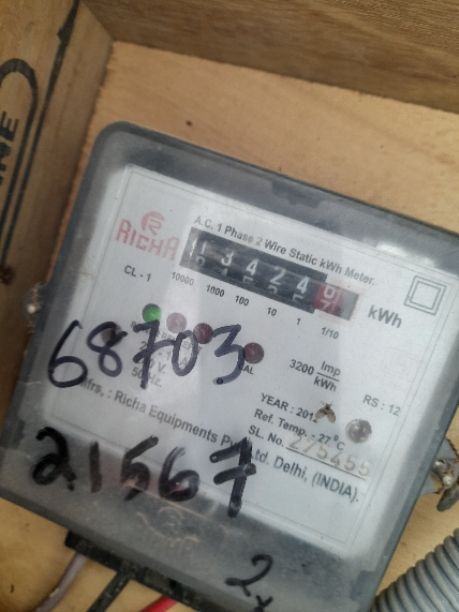 A.C. 1 Phase 2 Wire Static kWh Meter.
RICHA
13424
kWh
CL - 1
10000 1000 100 10 1 1/10
68703
3200 Imp/kWh
RS : 12
YEAR : 2012
Ref. Temp. : 27°C
SL. No. 275455
Mfrs. : Richa Equipments Pvt. Ltd. Delhi, (INDIA).
21567